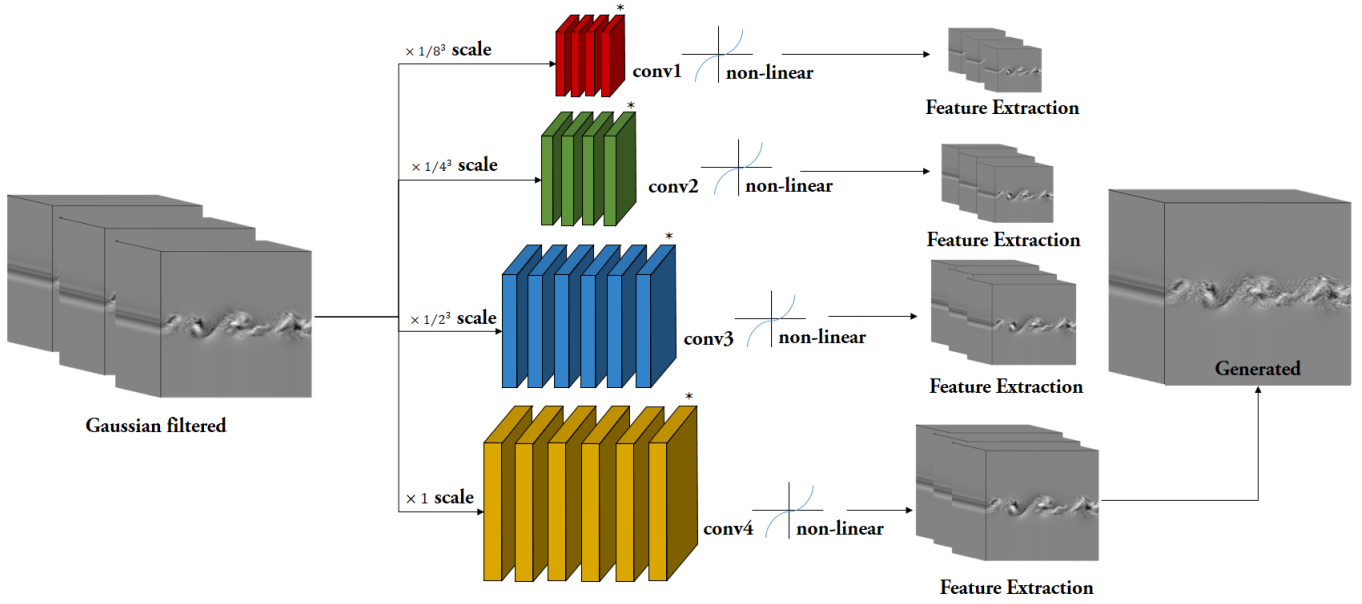 × 1/8³ scale
*
conv1
non-linear
Feature Extraction
× 1/4³ scale
*
conv2
non-linear
Feature Extraction
× 1/2³ scale
*
conv3
non-linear
Feature Extraction
Gaussian filtered
× 1 scale
*
conv4
non-linear
Feature Extraction
Generated